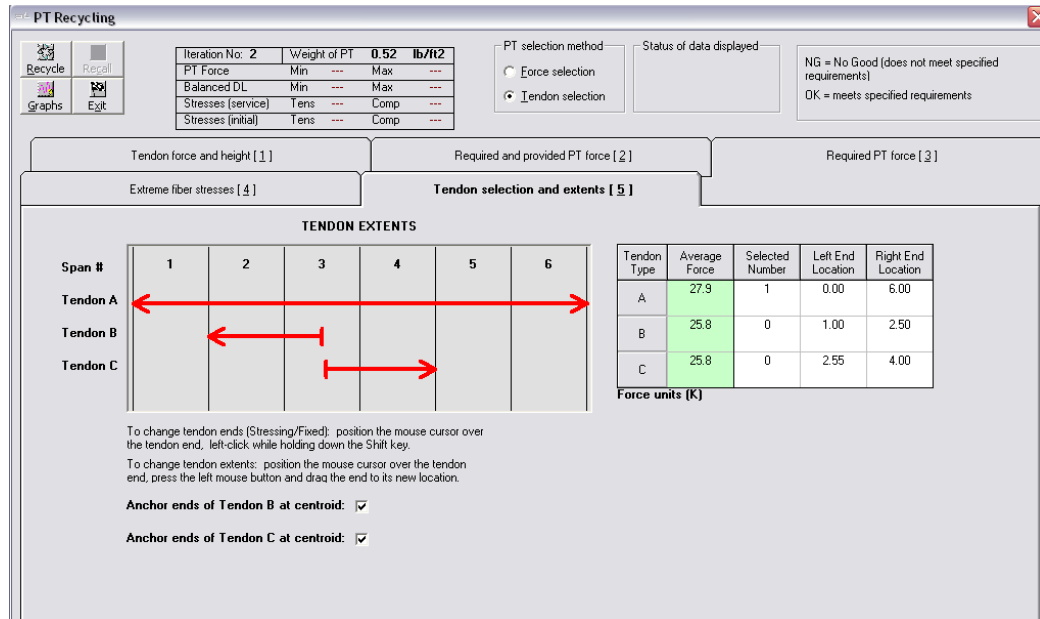 PT Recycling
Recycle
Recall
Graphs
Exit
Iteration No: 2 Weight of PT 0.52 lb/ft2
PT Force Min --- Max ---
Balanced DL Min --- Max ---
Stresses (service) Tens --- Comp ---
Stresses (initial) Tens --- Comp ---
PT selection method
Force selection
Tendon selection
Status of data displayed
NG = No Good (does not meet specified
requirements)
OK = meets specified requirements
Tendon force and height [ 1 ]
Required and provided PT force [ 2 ]
Required PT force [ 3 ]
Extreme fiber stresses [ 4 ]
Tendon selection and extents [ 5 ]
TENDON EXTENTS
Span # 1 2 3 4 5 6
Tendon A
Tendon B
Tendon C
Tendon Type Average Force Selected Number Left End Location Right End Location
A 27.9 1 0.00 6.00
B 25.8 0 1.00 2.50
C 25.8 0 2.55 4.00
Force units (K)
To change tendon ends (Stressing/Fixed): position the mouse cursor over
the tendon end, left-click while holding down the Shift key.
To change tendon extents: position the mouse cursor over the tendon
end, press the left mouse button and drag the end to its new location.
Anchor ends of Tendon B at centroid:
Anchor ends of Tendon C at centroid: